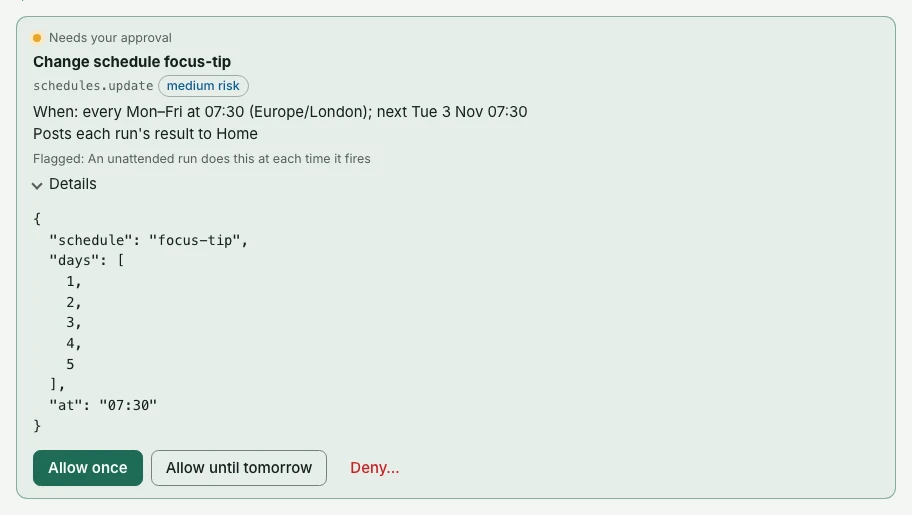 Needs your approval
Change schedule focus-tip
schedules.update medium risk
When: every Mon–Fri at 07:30 (Europe/London); next Tue 3 Nov 07:30
Posts each run's result to Home
Flagged: An unattended run does this at each time it fires
Details
{
  "schedule": "focus-tip",
  "days": [
    1,
    2,
    3,
    4,
    5
  ],
  "at": "07:30"
}
Allow once Allow until tomorrow Deny...